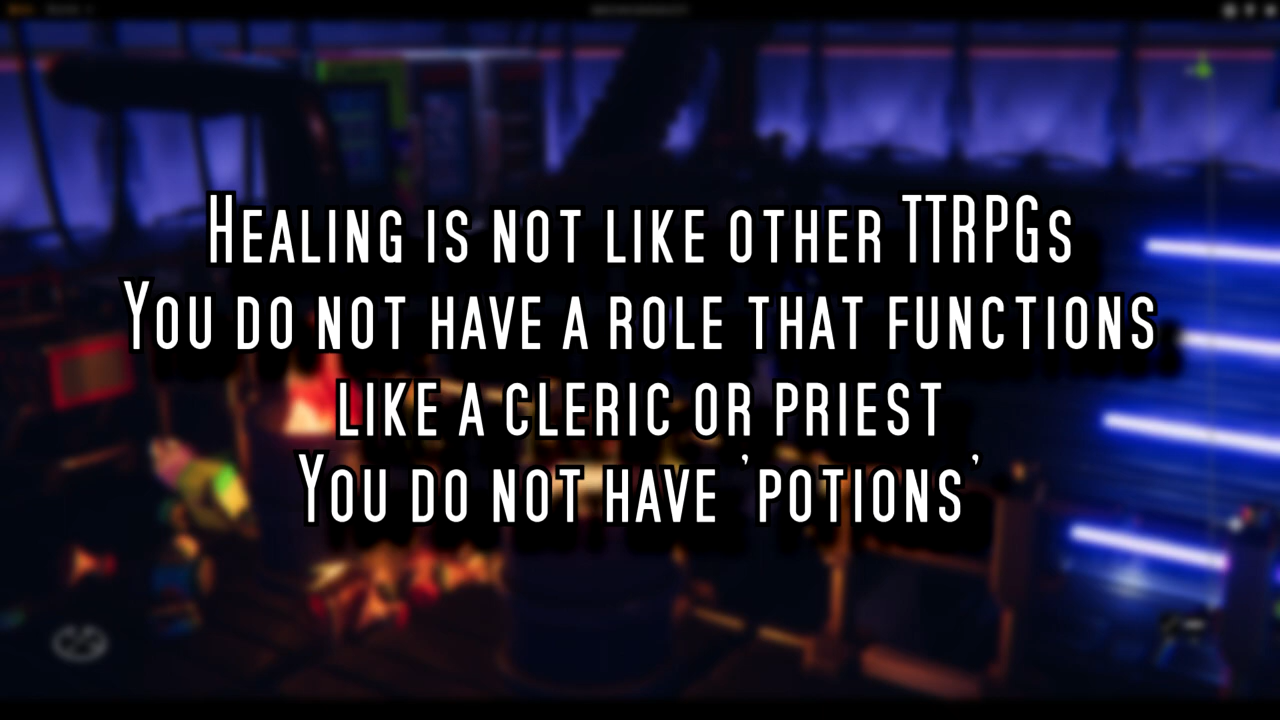 Healing is not like other TTRPGs
You do not have a role that functions
like a cleric or priest
You do not have 'potions'